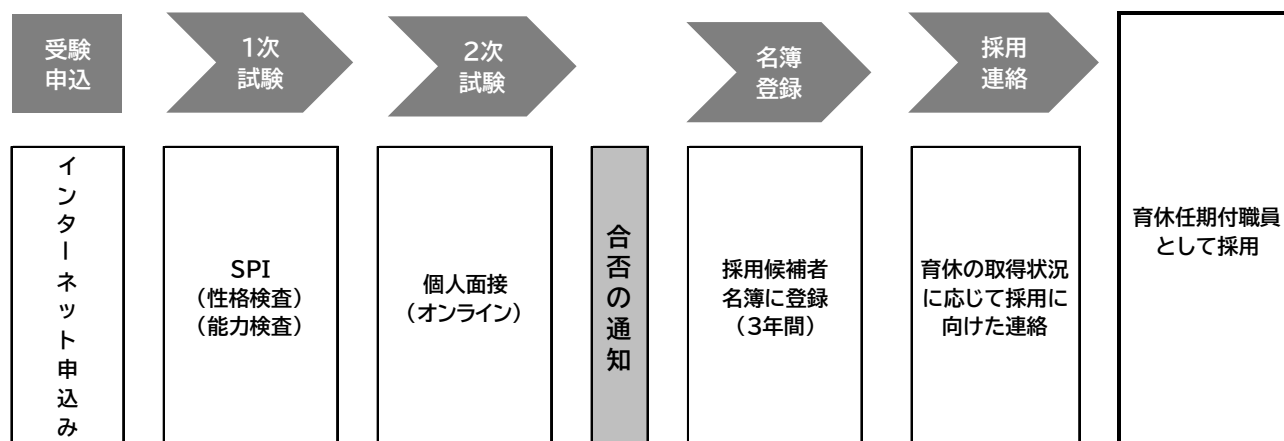 受験
申込
1次
試験
2次
試験
名簿
登録
採用
連絡
インターネット申込み
SPI
（性格検査）
（能力検査）
個人面接
（オンライン）
合否の通知
採用候補者
名簿に登録
（3年間）
育休の取得状況
に応じて採用に
向けた連絡
育休任期付職員
として採用